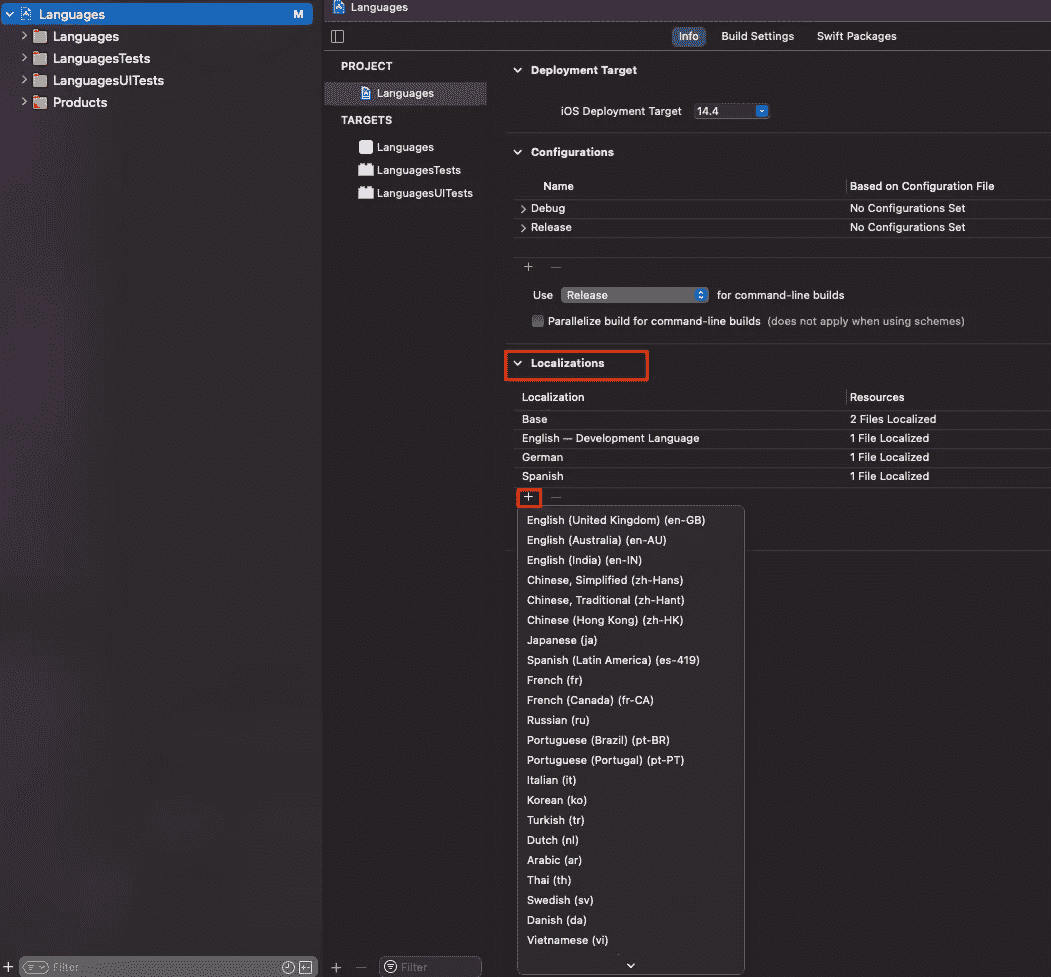 Languages M
Languages
LanguagesTests
LanguagesUITests
Products
Filter
Languages
Info Build Settings Swift Packages
PROJECT
Languages
TARGETS
Languages
LanguagesTests
LanguagesUITests
Filter
Deployment Target
iOS Deployment Target 14.4
Configurations
Name Based on Configuration File
Debug No Configurations Set
Release No Configurations Set
+ —
Use Release for command-line builds
Parallelize build for command-line builds (does not apply when using schemes)
Localizations
Localization Resources
Base 2 Files Localized
English — Development Language 1 File Localized
German 1 File Localized
Spanish 1 File Localized
+ —
English (United Kingdom) (en-GB)
English (Australia) (en-AU)
English (India) (en-IN)
Chinese, Simplified (zh-Hans)
Chinese, Traditional (zh-Hant)
Chinese (Hong Kong) (zh-HK)
Japanese (ja)
Spanish (Latin America) (es-419)
French (fr)
French (Canada) (fr-CA)
Russian (ru)
Portuguese (Brazil) (pt-BR)
Portuguese (Portugal) (pt-PT)
Italian (it)
Korean (ko)
Turkish (tr)
Dutch (nl)
Arabic (ar)
Thai (th)
Swedish (sv)
Danish (da)
Vietnamese (vi)